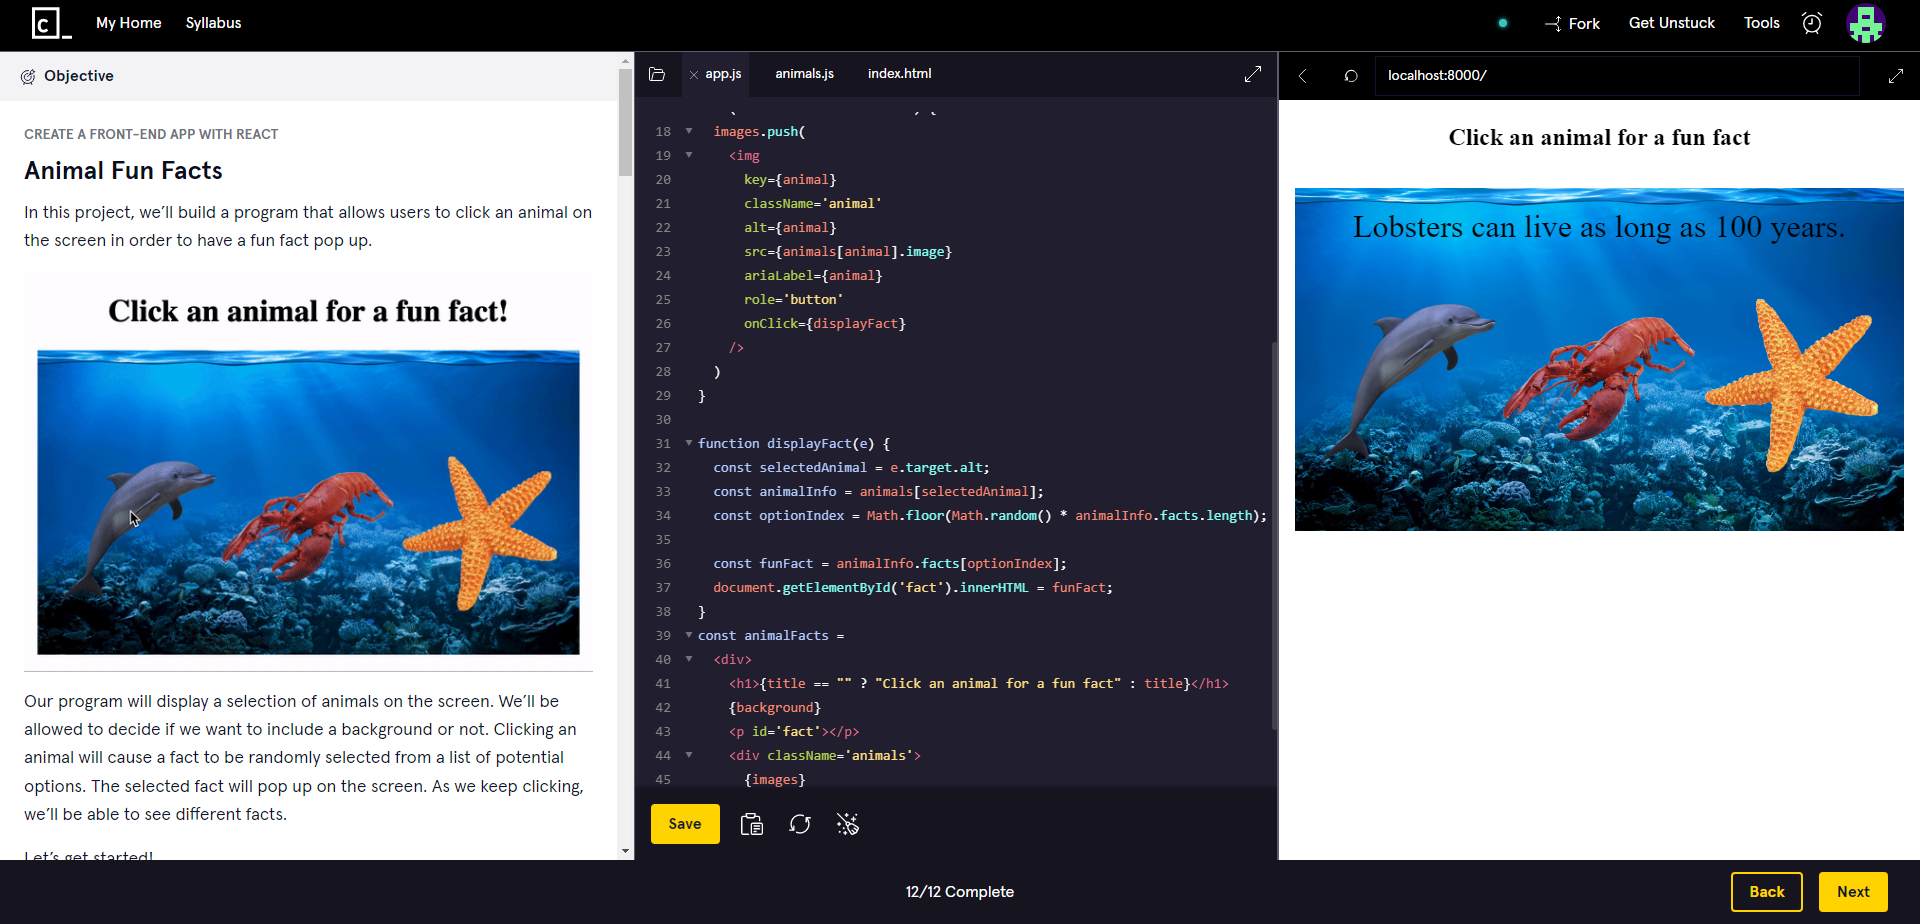 C_
My Home
Syllabus
Fork
Get Unstuck
Tools
Objective
CREATE A FRONT-END APP WITH REACT
Animal Fun Facts
In this project, we’ll build a program that allows users to click an animal on
the screen in order to have a fun fact pop up.
Click an animal for a fun fact!
Our program will display a selection of animals on the screen. We’ll be
allowed to decide if we want to include a background or not. Clicking an
animal will cause a fact to be randomly selected from a list of potential
options. The selected fact will pop up on the screen. As we keep clicking,
we’ll be able to see different facts.
Let’s get started!
app.js
animals.js
index.html
18 images.push(
19 <img
20 key={animal}
21 className='animal'
22 alt={animal}
23 src={animals[animal].image}
24 ariaLabel={animal}
25 role='button'
26 onClick={displayFact}
27 />
28 )
29 }
30
31 function displayFact(e) {
32 const selectedAnimal = e.target.alt;
33 const animalInfo = animals[selectedAnimal];
34 const optionIndex = Math.floor(Math.random() * animalInfo.facts.length);
35
36 const funFact = animalInfo.facts[optionIndex];
37 document.getElementById('fact').innerHTML = funFact;
38 }
39 const animalFacts =
40 <div>
41 <h1>{title == "" ? "Click an animal for a fun fact" : title}</h1>
42 {background}
43 <p id='fact'></p>
44 <div className='animals'>
45 {images}
Save
localhost:8000/
Click an animal for a fun fact
Lobsters can live as long as 100 years.
12/12 Complete
Back
Next